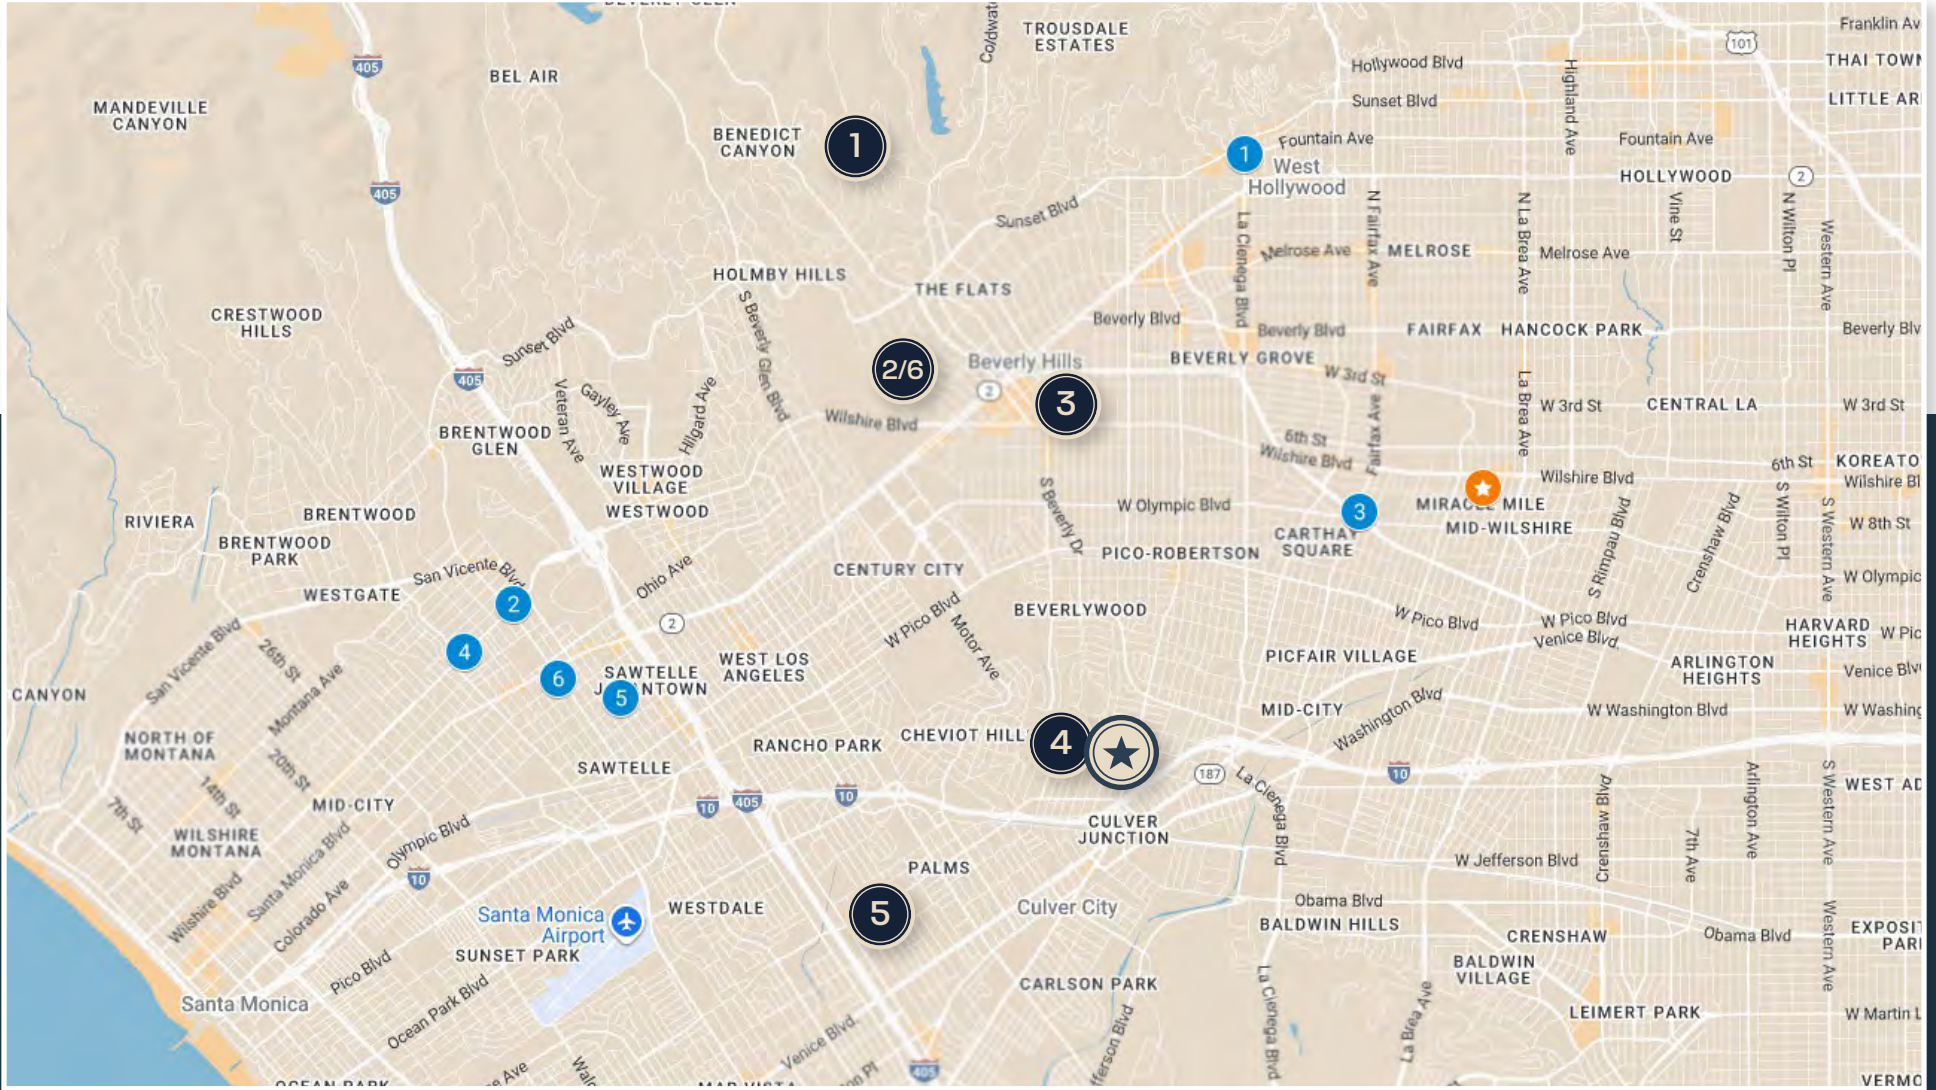 TROUSDALE
ESTATES
Franklin Av
101
Hollywood Blvd
THAI TOWN
405
BEL AIR
Highland Ave
Sunset Blvd
LITTLE AR
MANDEVILLE
CANYON
BENEDICT
CANYON
1
1
Fountain Ave
Fountain Ave
West
Hollywood
HOLLYWOOD
2
405
Sunset Blvd
La Cienega Blvd
N Fairfax Ave
N La Brea Ave
Vine St
N Wilton Pl
Western Ave
Melrose Ave
MELROSE
Melrose Ave
HOLMBY HILLS
THE FLATS
CRESTWOOD
HILLS
Sunset Blvd
S Beverly Glen Blvd
Beverly Blvd
Beverly Blvd
FAIRFAX
HANCOCK PARK
Beverly Blv
2/6
Beverly Hills
BEVERLY GROVE
W 3rd St
405
2
3
Veteran Ave
Gayley Ave
Hilgard Ave
Wilshire Blvd
Fairfax Ave
La Brea Ave
W 3rd St
CENTRAL LA
W 3rd St
BRENTWOOD
GLEN
6th St
Wilshire Blvd
WESTWOOD
VILLAGE
WESTWOOD
Wilshire Blvd
6th St
KOREATO
Wilshire Bl
RIVIERA
BRENTWOOD
BRENTWOOD
PARK
S Beverly Dr
W Olympic Blvd
3
MIRACLE MILE
MID-WILSHIRE
S Rimpau Blvd
Crenshaw Blvd
S Wilton Pl
S Western Ave
W 8th St
CARTHAY
SQUARE
PICO-ROBERTSON
San Vicente Blvd
Ohio Ave
CENTURY CITY
W Olympic
WESTGATE
2
2
BEVERLYWOOD
W Pico Blvd
Motor Ave
W Pico Blvd
W Pico Blvd
Venice Blvd.
HARVARD
HEIGHTS
W Pic
San Vicente Blvd
26th St
4
6
SAWTELLE
5
WEST LOS
ANGELES
PICFAIR VILLAGE
ARLINGTON
HEIGHTS
Venice Blv
CANYON
Montana Ave
MID-CITY
Washington Blvd
W Washington Blvd
W Washing
NORTH OF
MONTANA
20th St
RANCHO PARK
CHEVIOT HILL
4
SAWTELLE
187
La Cienega Blvd
10
14th St
7th St
MID-CITY
10
405
10
Crenshaw Blvd
Arlington Ave
S Western Ave
WEST AD
WILSHIRE
MONTANA
Santa Monica Blvd
Olympic Blvd
CULVER
JUNCTION
7th Ave
10
PALMS
W Jefferson Blvd
Wilshire Blvd
Colorado Ave
Santa Monica
Airport
WESTDALE
5
Culver City
Obama Blvd
BALDWIN HILLS
CRENSHAW
Obama Blvd
Western Ave
EXPOSIT
PAR
SUNSET PARK
Pico Blvd
CARLSON PARK
La Cienega Blvd
La Brea Ave
BALDWIN
VILLAGE
Santa Monica
Ocean Park Blvd
LEIMERT PARK
W Martin L
Venice Blvd.
405
OCEAN PARK
MAR VISTA
VERMO